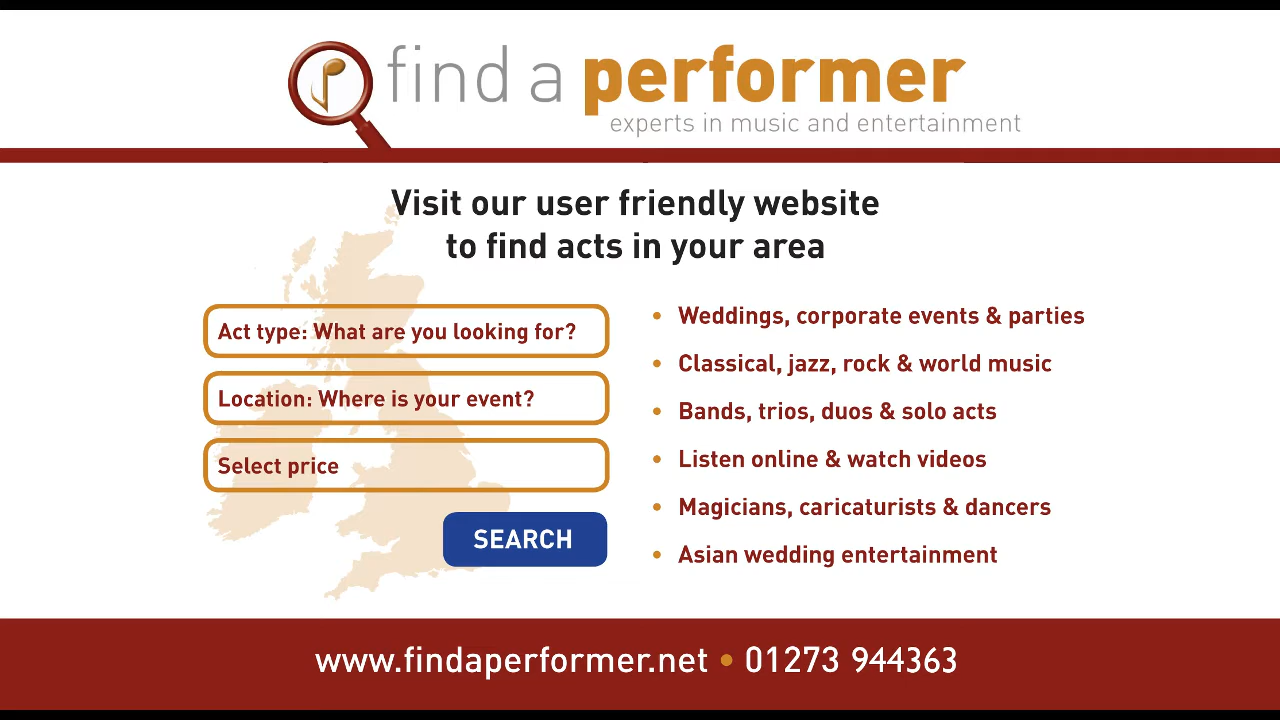 find a performer
experts in music and entertainment
Visit our user friendly website
to find acts in your area
Act type: What are you looking for?
Location: Where is your event?
Select price
SEARCH
• Weddings, corporate events & parties
• Classical, jazz, rock & world music
• Bands, trios, duos & solo acts
• Listen online & watch videos
• Magicians, caricaturists & dancers
• Asian wedding entertainment
www.findaperformer.net • 01273 944363